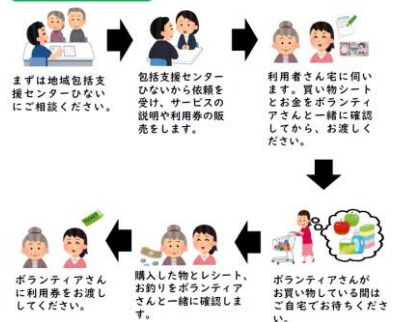 まずは地域包括支
援センターひない
にご相談ください。
包括支援センター
ひないから依頼を
受け、サービスの
説明や利用券の販
売をします。
利用者さん宅に伺い
ます。買い物シート
とお金をボランティ
アさんと一緒に確認
してから、お渡しく
ださい。
ボランティアさんが
お買い物している間は
ご自宅でお待ちくださ
い。
購入した物とレシート、
お釣りをボランティア
さんと一緒に確認しま
す。
ボランティアさん
に利用券をお渡し
してください。
TICKET